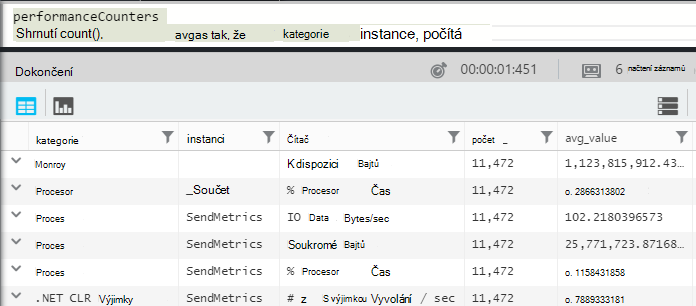 performanceCounters
Shrnutí count(). avgas tak, že kategorie instance, počítá
Dokončení 00:00:01:451 6 načtení záznamů
kategorie instanci Čítač počet _ avg_value
Monroy K dispozici Bajtů 11,472 1,123,815,912.43...
Procesor _Součet % Procesor Čas 11,472 o. 2866313802
Proces SendMetrics IO Data Bytes/sec 11,472 102.2180396573
Proces SendMetrics Soukromé Bajtů 11,472 25,771,723.87168...
Proces SendMetrics % Procesor Čas 11,472 o. 1158431858
.NET CLR Výjimky SendMetrics # z S výjimkou Vyvolání / sec 11,472 o. 7889333181